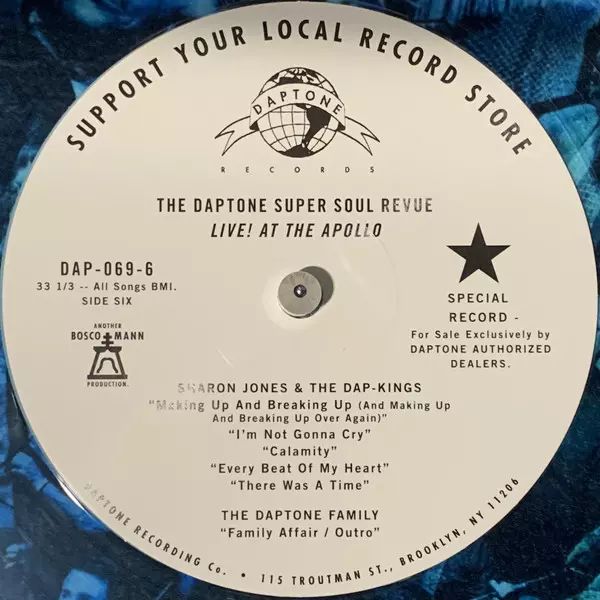 SUPPORT YOUR LOCAL RECORD STORE
DAPTONE
RECORDS
THE DAPTONE SUPER SOUL REVUE
LIVE! AT THE APOLLO
DAP-069-6
33 1/3 -- All Songs BMI.
SIDE SIX
ANOTHER
BOSCO MANN
PRODUCTION.
SPECIAL
RECORD -
For Sale Exclusively by
DAPTONE AUTHORIZED
DEALERS.
SHARON JONES & THE DAP-KINGS
“Making Up And Breaking Up (And Making Up
And Breaking Up Over Again)”
“I'm Not Gonna Cry”
“Calamity”
“Every Beat Of My Heart”
“There Was A Time”
THE DAPTONE FAMILY
“Family Affair / Outro”
DAPTONE RECORDING Co. • 115 TROUTMAN ST., BROOKLYN, NY 11206